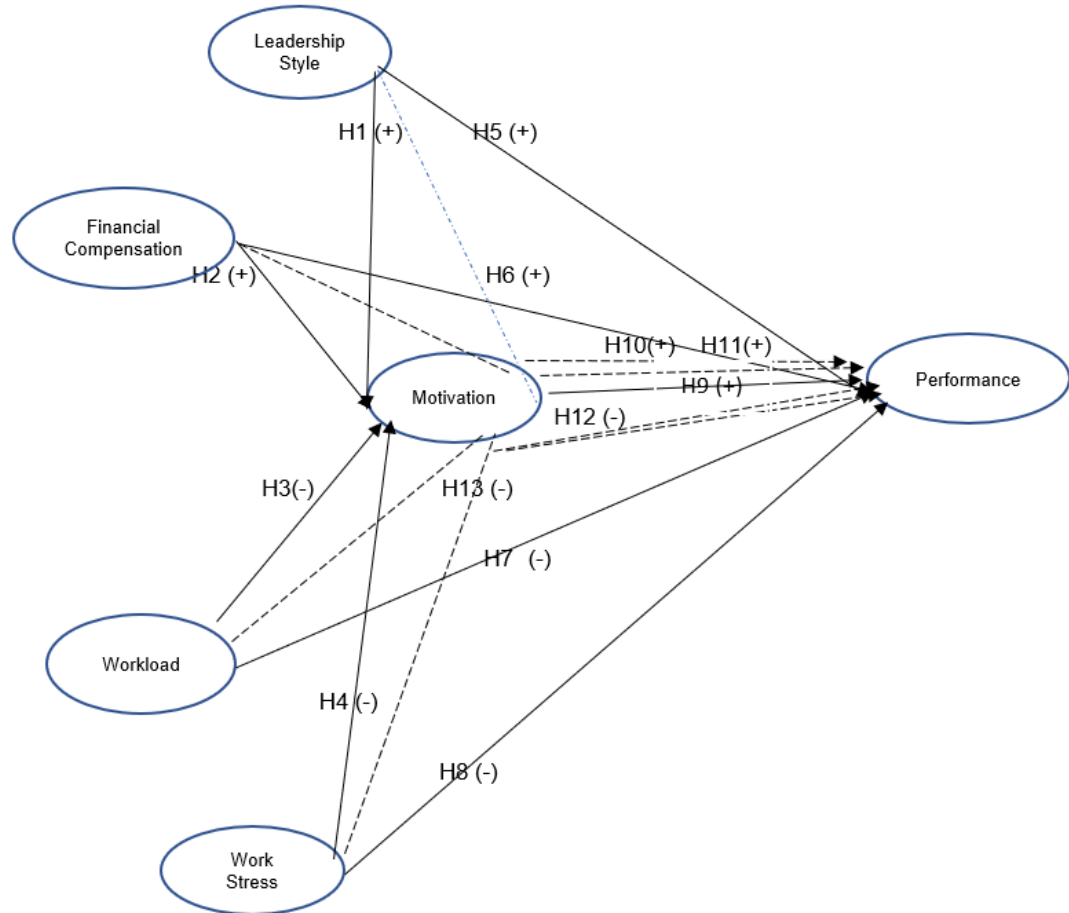 Leadership
Style
H1 (+)
H5 (+)
Financial
Compensation
H2 (+)
H6 (+)
H10(+)
H11(+)
Motivation
H9 (+)
Performance
H12 (-)
H3(-)
H13 (-)
H7 (-)
Workload
H4 (-)
H8 (-)
Work
Stress